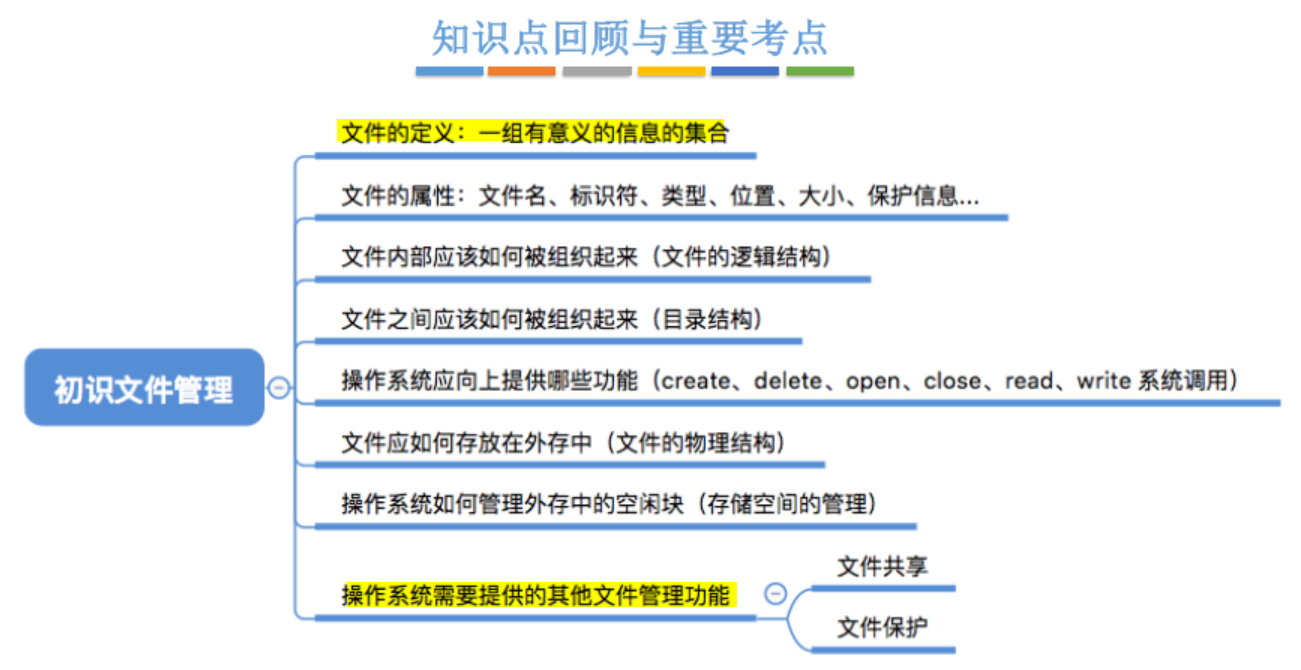 知识点回顾与重要考点
文件的定义：一组有意义的信息的集合
文件的属性：文件名、标识符、类型、位置、大小、保护信息...
文件内部应该如何被组织起来（文件的逻辑结构）
文件之间应该如何被组织起来（目录结构）
初识文件管理
操作系统应向上提供哪些功能（create、delete、open、close、read、write 系统调用）
文件应如何存放在外存中（文件的物理结构）
操作系统如何管理外存中的空闲块（存储空间的管理）
操作系统需要提供的其他文件管理功能
文件共享
文件保护